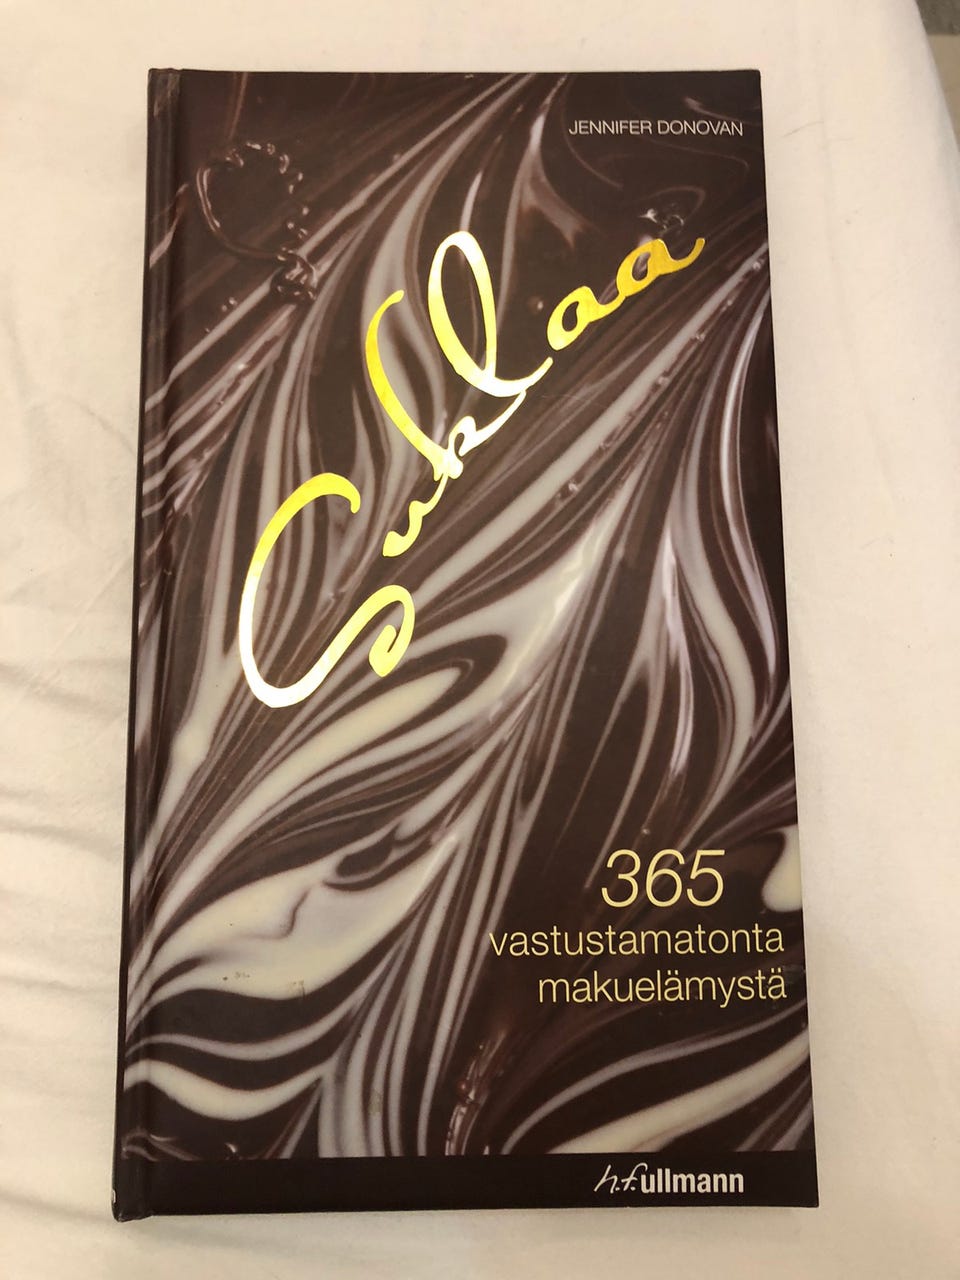 JENNIFER DONOVAN
Suklaa
365
vastustamatonta
makuelämystä
h.f.ullmann